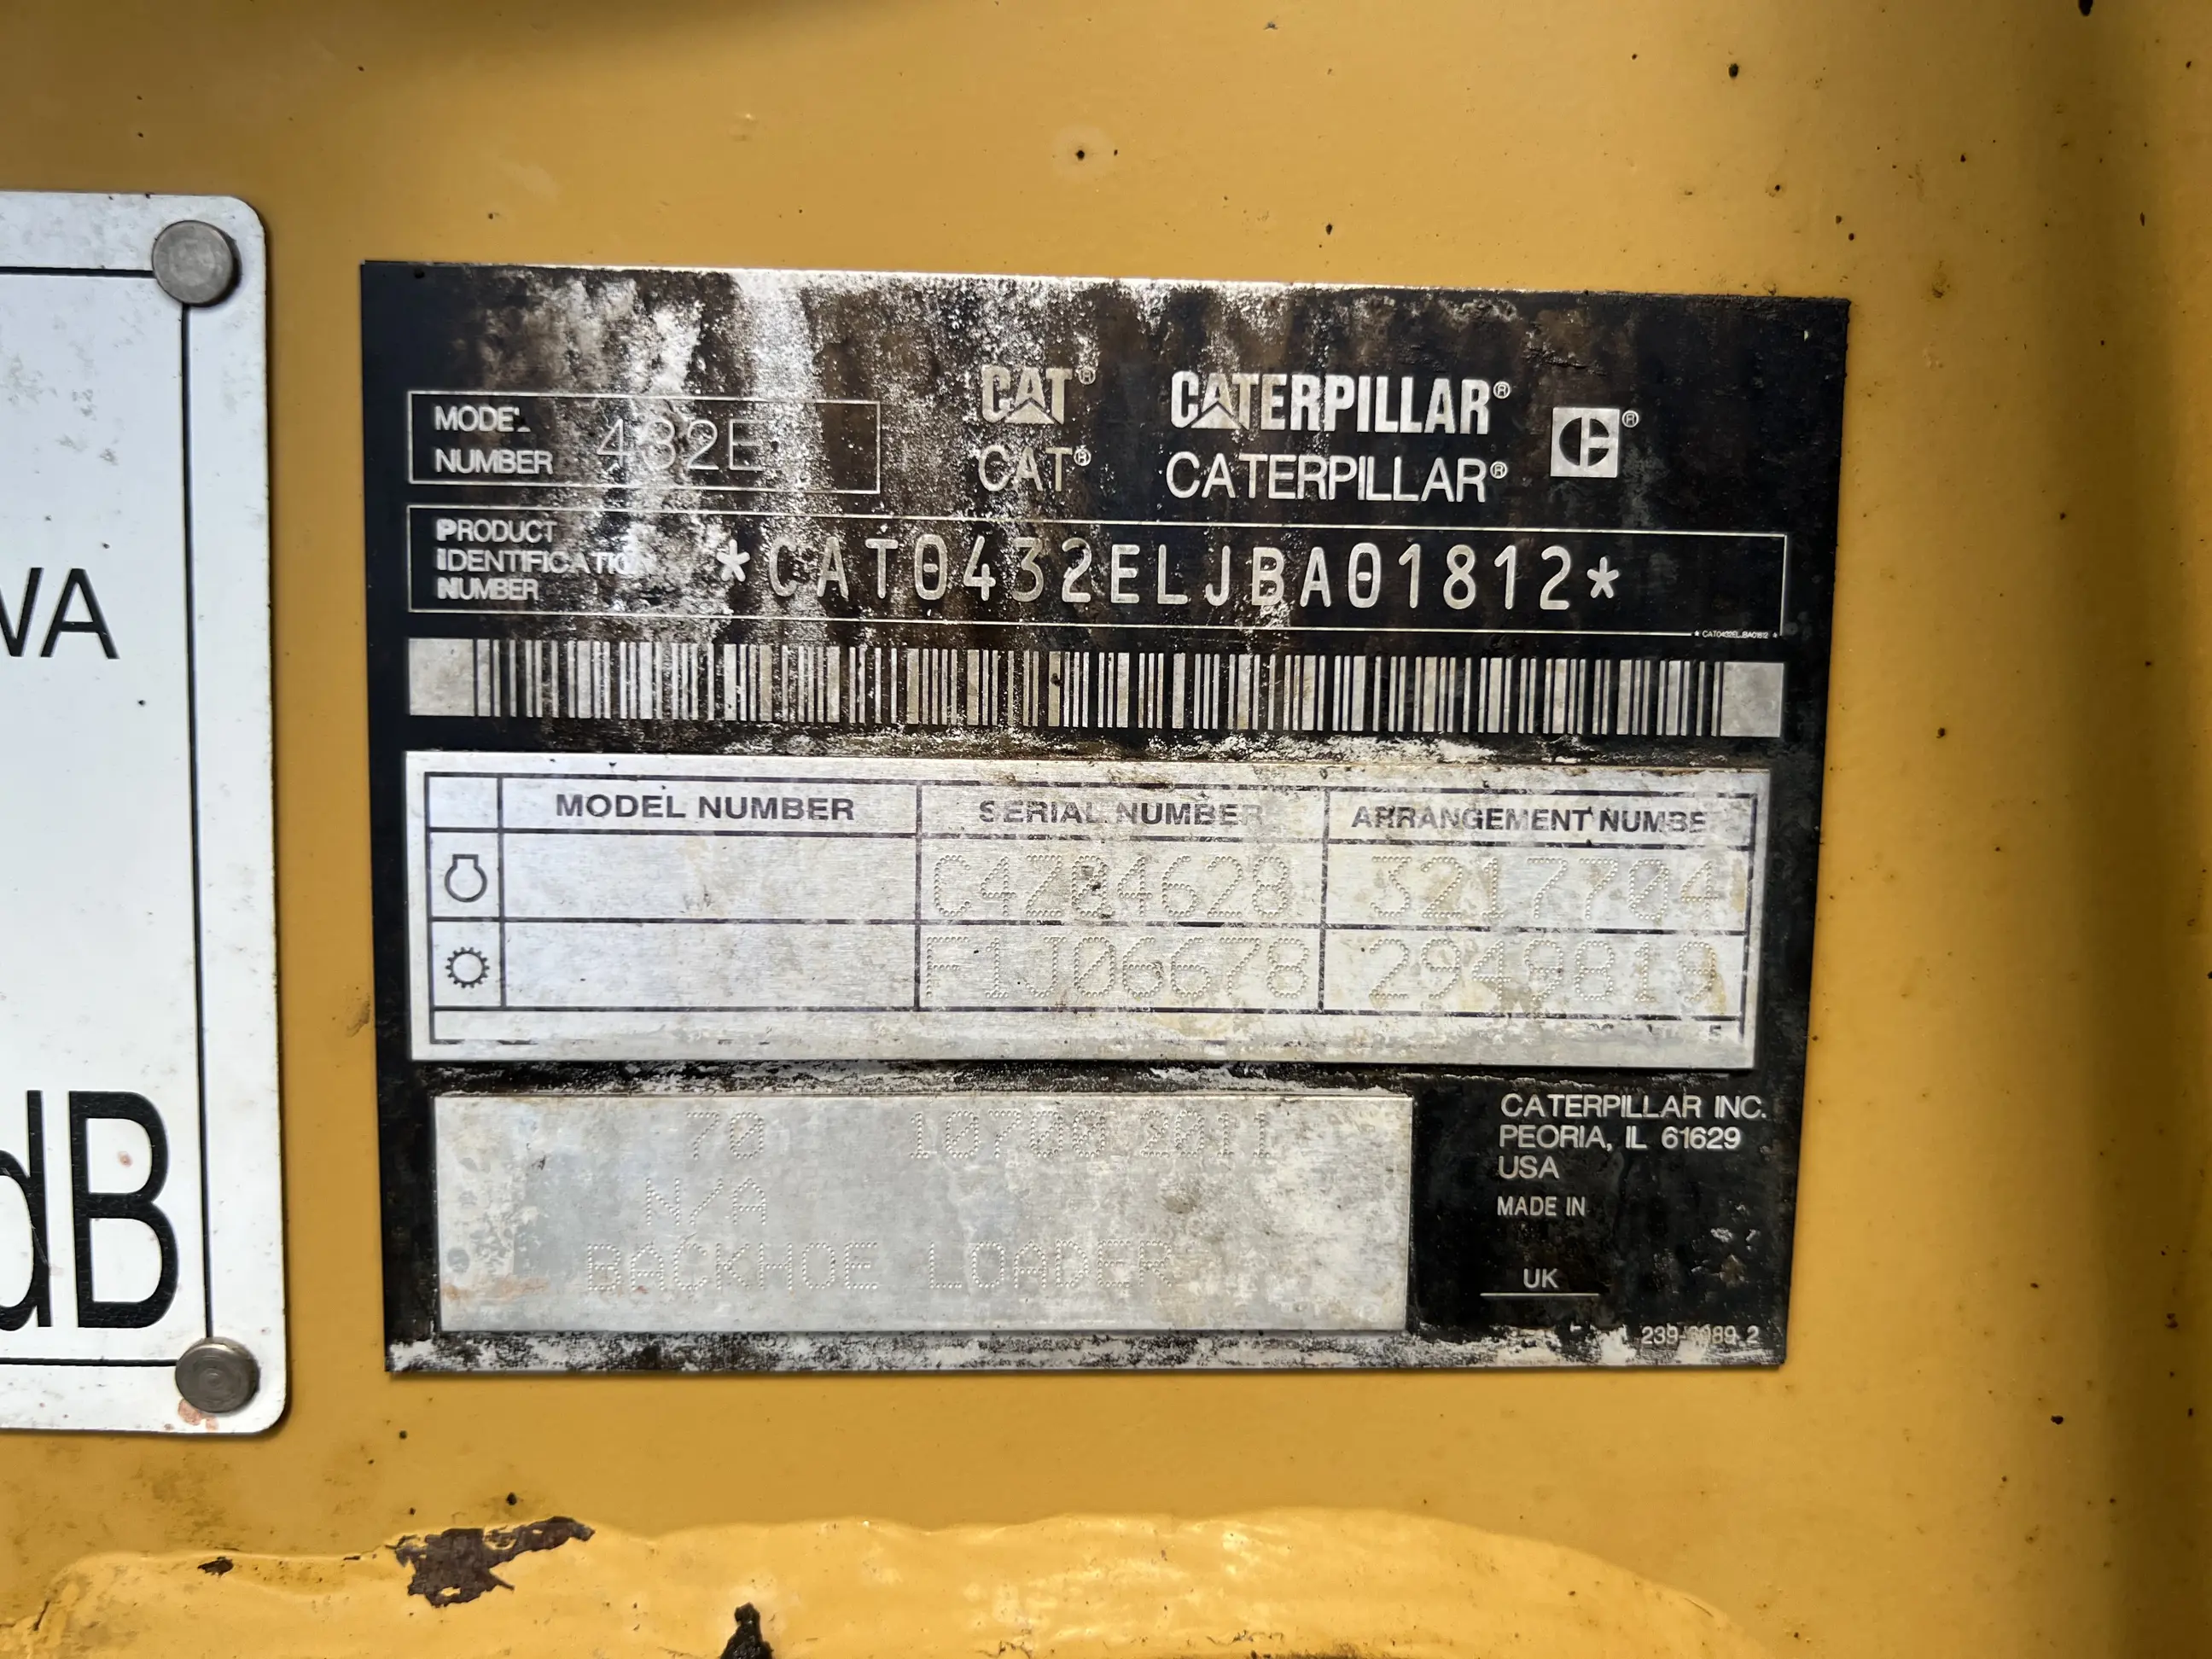 WA
dB
MODEL
NUMBER 432E
CAT® CATERPILLAR®
CAT® CATERPILLAR®
PRODUCT
IDENTIFICATION
NUMBER
*CAT0432ELJBA01812*
* CAT0432ELJBA01812 *
MODEL NUMBER SERIAL NUMBER ARRANGEMENT NUMBE
C4Z84628 3217704
F1J06678 2949819
70 10700 2011
N/A
BACKHOE LOADER
CATERPILLAR INC.
PEORIA, IL 61629
USA
MADE IN
UK